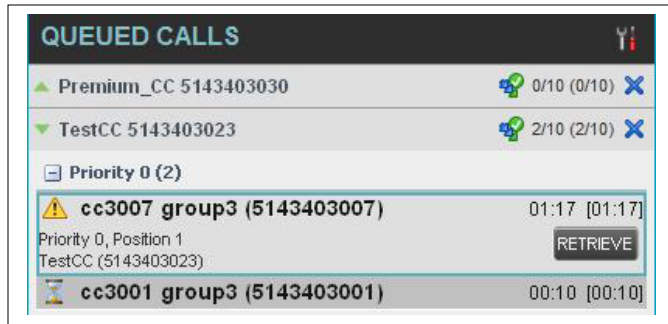 QUEUED CALLS
Premium_CC 5143403030 0/10 (0/10)
TestCC 5143403023 2/10 (2/10)
Priority 0 (2)
cc3007 group3 (5143403007) 01:17 [01:17]
Priority 0, Position 1 RETRIEVE
TestCC (5143403023)
cc3001 group3 (5143403001) 00:10 [00:10]